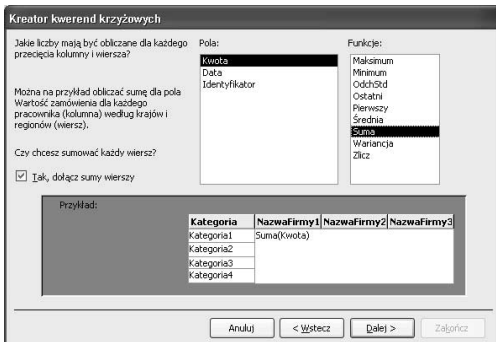 Kreator kwerend krzyżowych
Jakie liczby mają być obliczane dla każdego
przecięcia kolumny i wiersza?
Można na przykład obliczać sumę dla pola
Wartość zamówienia dla każdego
pracownika (kolumna) według krajów i
regionów (wiersz).
Czy chcesz sumować każdy wiersz?
Tak, dołącz sumy wierszy
Pola:
Kwota
Data
Identyfikator
Funkcje:
Maksimum
Minimum
OdchStd
Ostatni
Pierwszy
Średnia
Suma
Wariancja
Zlicz
Przykład:
Kategoria NazwaFirmy1 NazwaFirmy2 NazwaFirmy3
Kategoria1 Suma(Kwota)
Kategoria2
Kategoria3
Kategoria4
Anuluj < Wstecz Dalej > Zakończ